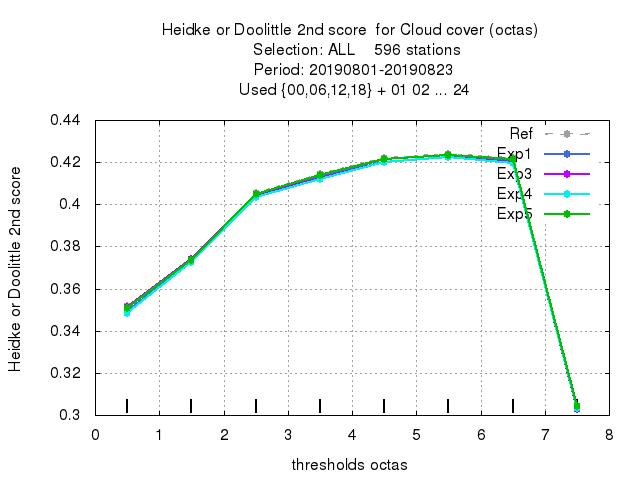 Heidke or Doolittle 2nd score  for Cloud cover (octas)
Selection: ALL    596 stations
Period: 20190801-20190823
Used {00,06,12,18} + 01 02 ... 24
Heidke or Doolittle 2nd score
0.44
0.42
0.4
0.38
0.36
0.34
0.32
0.3
Ref
Exp1
Exp3
Exp4
Exp5
0 1 2 3 4 5 6 7 8
thresholds octas